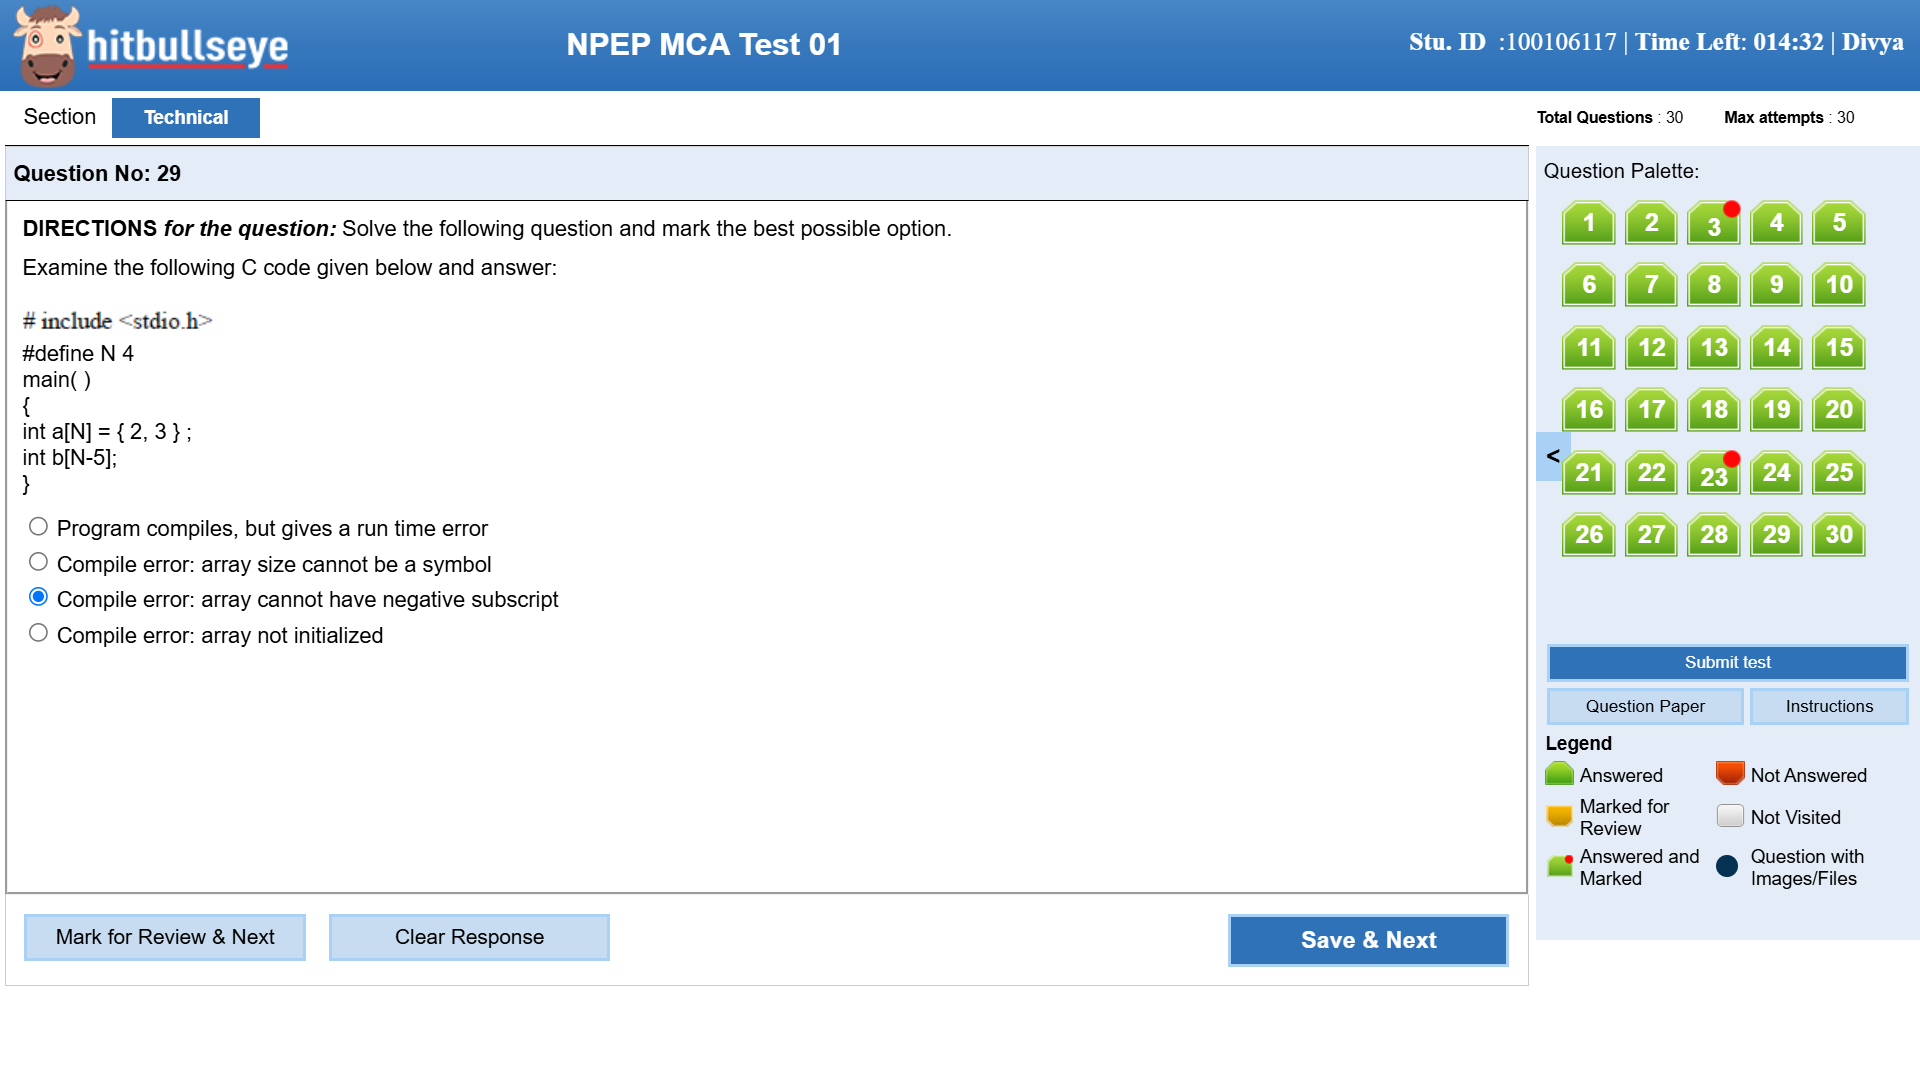 hitbullseye
NPEP MCA Test 01
Stu. ID :100106117 | Time Left: 014:32 | Divya
Section
Technical
Total Questions : 30
Max attempts : 30
Question No: 29
DIRECTIONS for the question: Solve the following question and mark the best possible option.
Examine the following C code given below and answer:
# include <stdio.h>
#define N 4
main( )
{
int a[N] = { 2, 3 } ;
int b[N-5];
}
Program compiles, but gives a run time error
Compile error: array size cannot be a symbol
Compile error: array cannot have negative subscript
Compile error: array not initialized
Mark for Review & Next
Clear Response
Save & Next
Question Palette:
1 2 3 4 5
6 7 8 9 10
11 12 13 14 15
16 17 18 19 20
<
21 22 23 24 25
26 27 28 29 30
Submit test
Question Paper
Instructions
Legend
Answered
Not Answered
Marked for
Review
Not Visited
Answered and
Marked
Question with
Images/Files